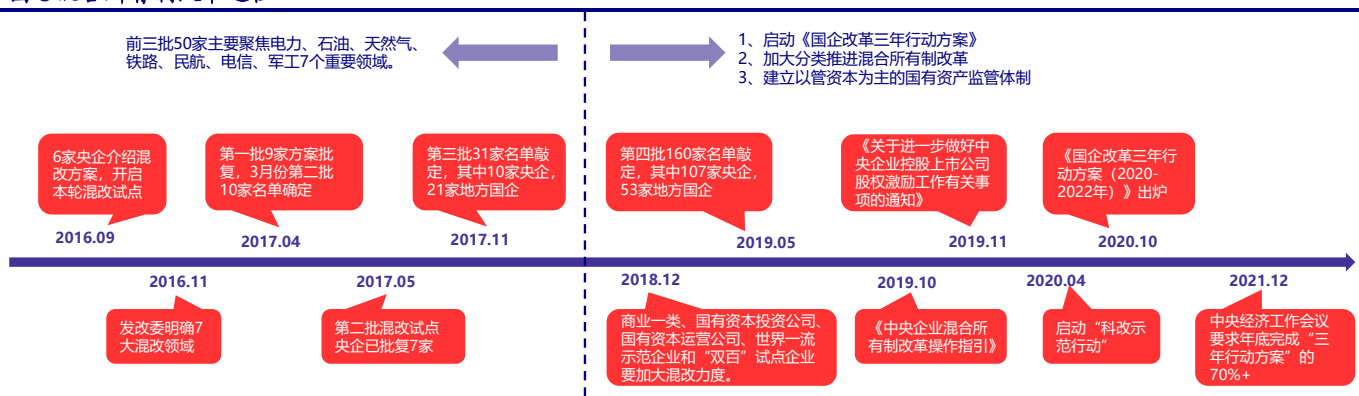 前三批50家主要聚焦电力、石油、天然气、
铁路、民航、电信、军工7个重要领域。
1、启动《国企改革三年行动方案》
2、加大分类推进混合所有制改革
3、建立以管资本为主的国有资产监管体制
6家央企介绍混
改方案，开启
本轮混改试点
2016.09
第一批9家方案批
复，3月份第二批
10家名单确定
2017.04
第三批31家名单敲
定，其中10家央企，
21家地方国企
2017.11
第四批160家名单敲
定，其中107家央企，
53家地方国企
2019.05
《关于进一步做好中
央企业控股上市公司
股权激励工作有关事
项的通知》
2019.11
《国企改革三年行
动方案（2020-
2022年）》出炉
2020.10
2016.11
发改委明确7
大混改领域
2017.05
第二批混改试点
央企已批复7家
2018.12
商业一类、国有资本投资公司、
国有资本运营公司、世界一流
示范企业和“双百”试点企业
要加大混改力度。
2019.10
《中央企业混合所
有制改革操作指引》
2020.04
启动“科改示
范行动”
2021.12
中央经济工作会议
要求年底完成“三
年行动方案”的
70%+